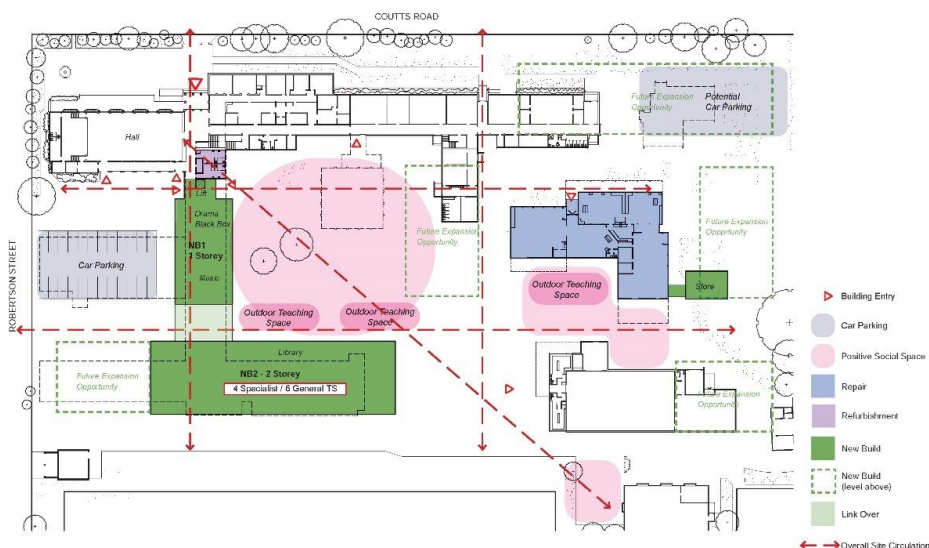 COUTTS ROAD
ROBERTSON STREET
Hall
Future Expansion
Opportunity
Potential
Car Parking
Drama
Black Box
NB1
1 Storey
Music
Car Parking
Future Expansion
Opportunity
Future Expansion
Opportunity
Outdoor Teaching
Space
Outdoor Teaching
Space
Outdoor Teaching
Space
Store
Library
NB2 - 2 Storey
4 Specialist / 6 General TS
Future Expansion
Opportunity
Future Expansion
Opportunity
Building Entry
Car Parking
Positive Social Space
Repair
Refurbishment
New Build
New Build
(level above)
Link Over
Overall Site Circulation